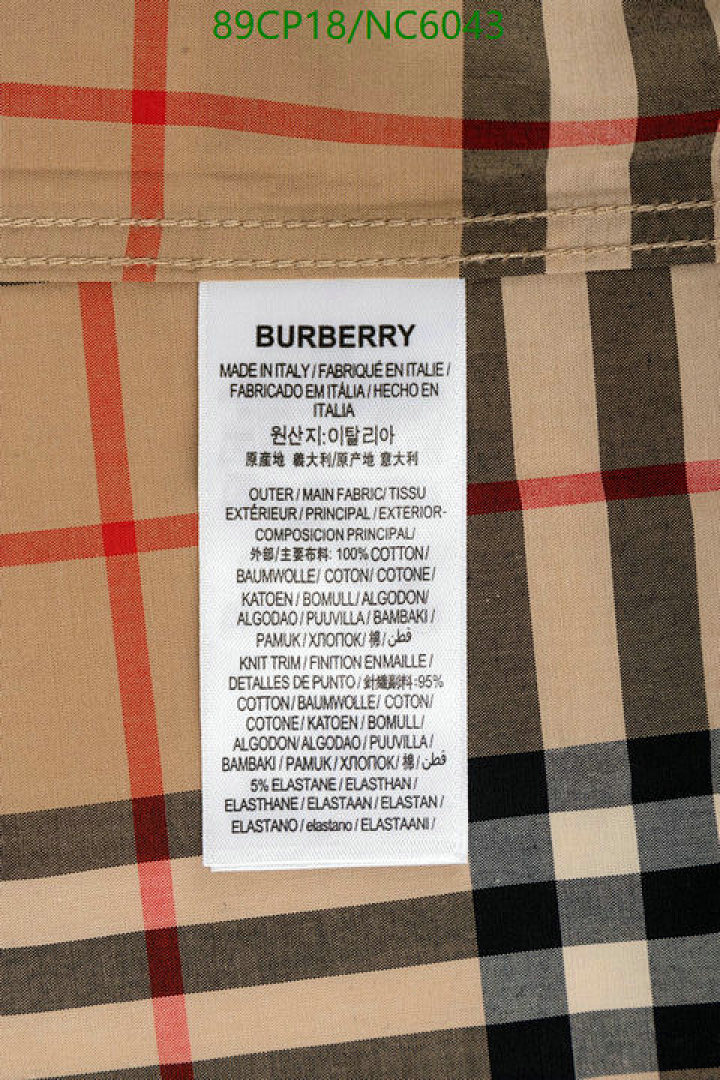 89CP18/NC6043
BURBERRY
MADE IN ITALY / FABRIQUÉ EN ITALIE /
FABRICADO EM ITÁLIA / HECHO EN
ITALIA
원산지:이탈리아
原産地 義大利/原产地 意大利
OUTER / MAIN FABRIC/ TISSU
EXTÉRIEUR / PRINCIPAL / EXTERIOR-
COMPOSICION PRINCIPAL/
外部/主要布料: 100% COTTON /
BAUMWOLLE/ COTON/ COTONE/
KATOEN / BOMULL/ ALGODON/
ALGODAO / PUUVILLA / BAMBAKI /
PAMUK / ХЛОПОК/ 棉/ قطن/
KNIT TRIM / FINITION EN MAILLE /
DETALLES DE PUNTO / 針織副料:95%
COTTON / BAUMWOLLE/ COTON/
COTONE / KATOEN / BOMULL/
ALGODON/ ALGODAO / PUUVILLA /
BAMBAKI / PAMUK / ХЛОПОК/ 棉/ قطن/
5% ELASTANE / ELASTHAN /
ELASTHANE / ELASTAAN / ELASTAN /
ELASTANO / elastano / ELASTAANI /